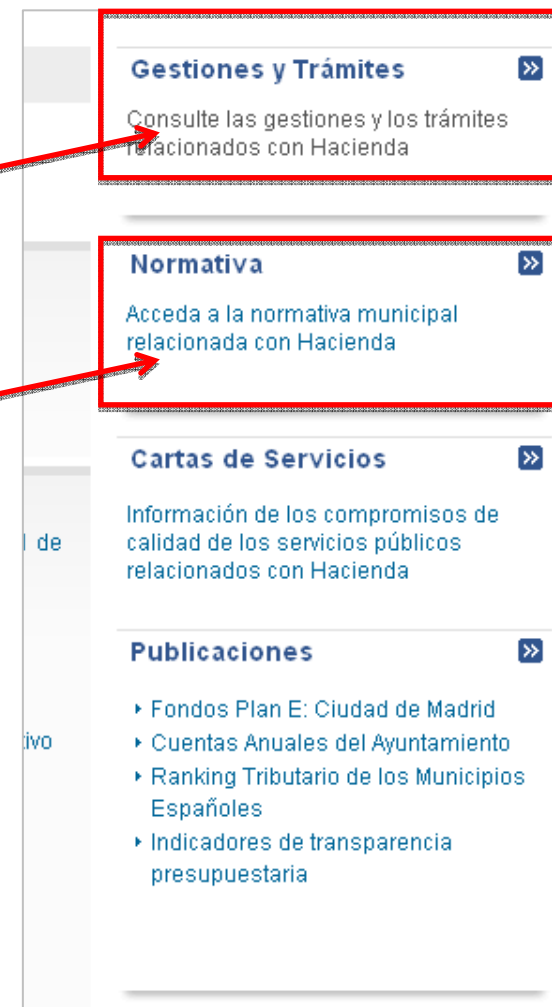 Gestiones y Trámites
Consulte las gestiones y los trámites
relacionados con Hacienda
Normativa
Acceda a la normativa municipal
relacionada con Hacienda
Cartas de Servicios
Información de los compromisos de
de
calidad de los servicios públicos
relacionados con Hacienda
Publicaciones
Fondos Plan E: Ciudad de Madrid
Cuentas Anuales del Ayuntamiento
Ranking Tributario de los Municipios
Españoles
Indicadores de transparencia
presupuestaria